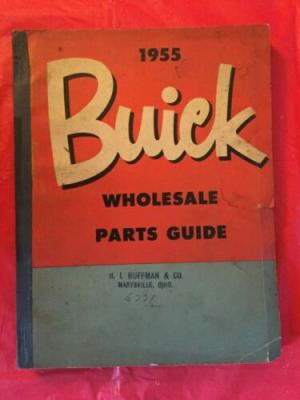 1955
Buick
WHOLESALE
PARTS GUIDE
H. I. HUFFMAN & CO.
MARYSVILLE, OHIO.